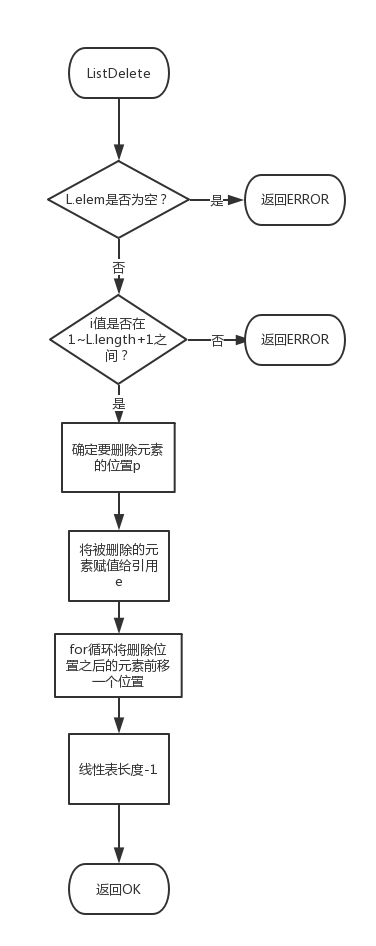 ListDelete
L.elem是否为空？
是
返回ERROR
否
i值是否在
1~L.length+1之
间？
否
返回ERROR
是
确定要删除元素
的位置p
将被删除的元
素赋值给引用
e
for循环将删除位
置之后的元素前移
一个位置
线性表长度-1
返回OK